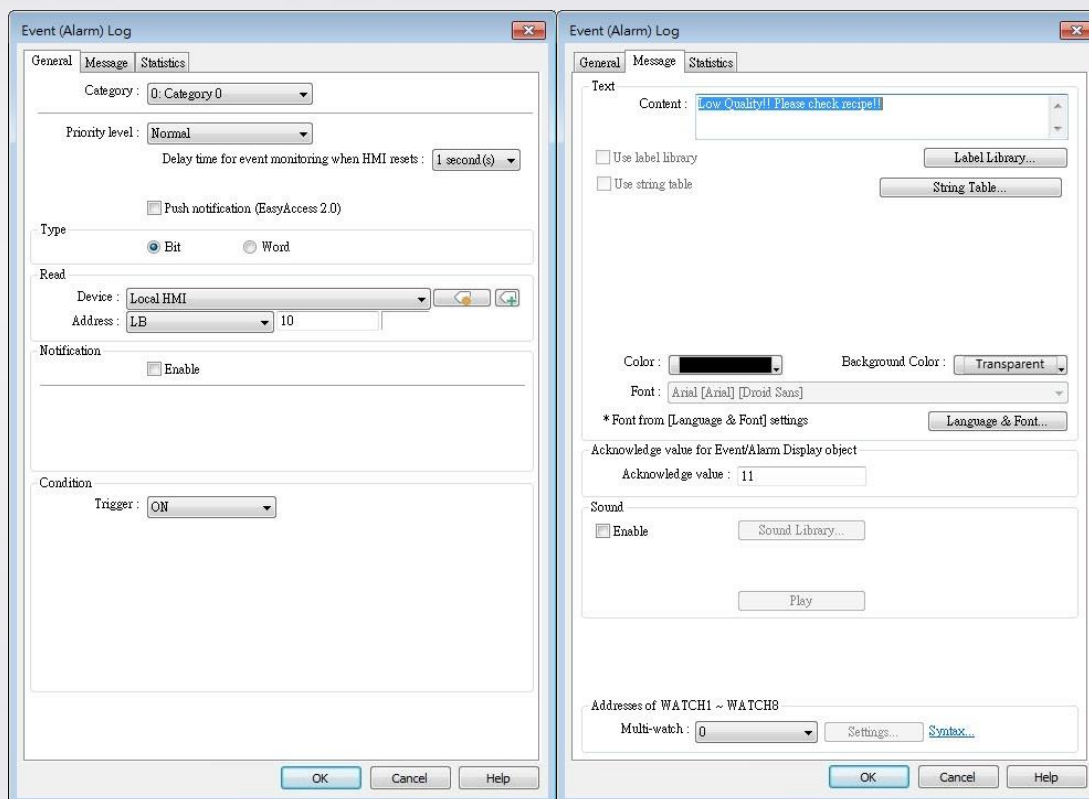 Event (Alarm) Log
General Message Statistics
Category : 0: Category 0
Priority level : Normal
Delay time for event monitoring when HMI resets : 1 second(s)
Push notification (EasyAccess 2.0)
Type
Bit Word
Read
Device : Local HMI
Address : LB 10
Notification
Enable
Condition
Trigger : ON
OK Cancel Help
Event (Alarm) Log
General Message Statistics
Text
Content : Low Quality!! Please check recipe!!
Use label library Label Library...
Use string table String Table...
Color : Background Color : Transparent
Font : Arial [Arial] [Droid Sans]
* Font from [Language & Font] settings Language & Font...
Acknowledge value for Event/Alarm Display object
Acknowledge value : 11
Sound
Enable Sound Library...
Play
Addresses of WATCH1 ~ WATCH8
Multi-watch : 0 Settings... Syntax...
OK Cancel Help